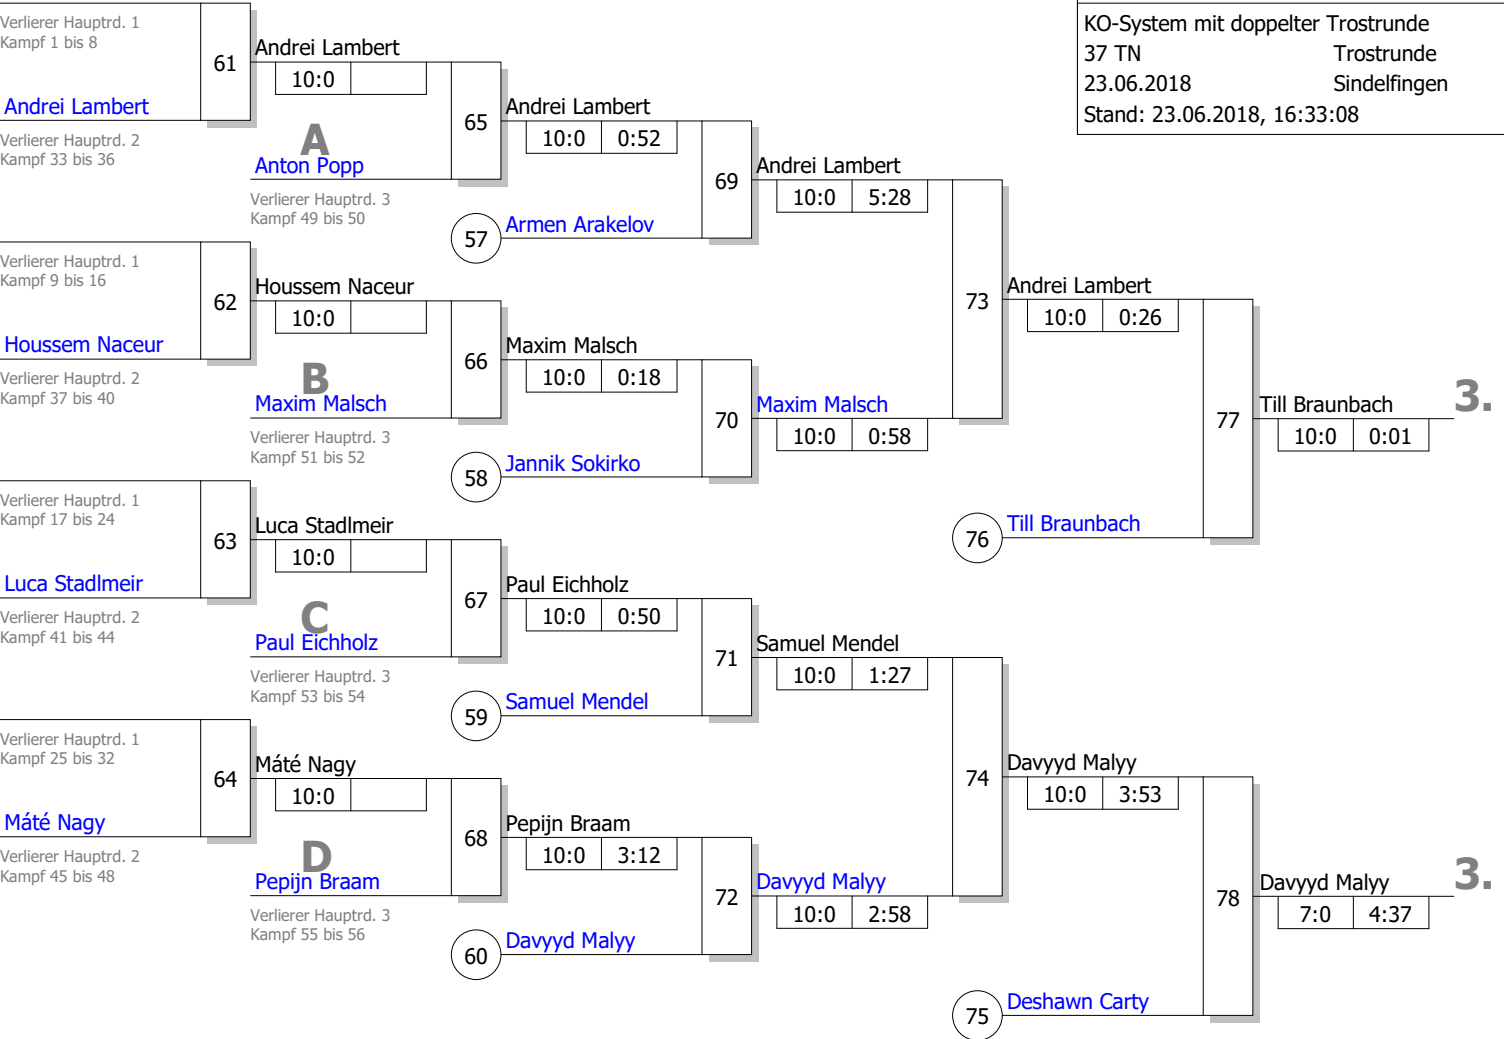 KO-System mit doppelter Trostrunde
37 TN Trostrunde
23.06.2018 Sindelfingen
Stand: 23.06.2018, 16:33:08
Verlierer Hauptrd. 1
Kampf 1 bis 8
61
Andrei Lambert
10:0
Andrei Lambert
Verlierer Hauptrd. 2
Kampf 33 bis 36
A
Anton Popp
Verlierer Hauptrd. 3
Kampf 49 bis 50
65
Andrei Lambert
10:0 0:52
57
Armen Arakelov
69
Andrei Lambert
10:0 5:28
Verlierer Hauptrd. 1
Kampf 9 bis 16
62
Houssem Naceur
10:0
Houssem Naceur
Verlierer Hauptrd. 2
Kampf 37 bis 40
B
Maxim Malsch
Verlierer Hauptrd. 3
Kampf 51 bis 52
66
Maxim Malsch
10:0 0:18
58
Jannik Sokirko
70
Maxim Malsch
10:0 0:58
73
Andrei Lambert
10:0 0:26
76
Till Braunbach
77
Till Braunbach
10:0 0:01
3.
Verlierer Hauptrd. 1
Kampf 17 bis 24
63
Luca Stadlmeir
10:0
Luca Stadlmeir
Verlierer Hauptrd. 2
Kampf 41 bis 44
C
Paul Eichholz
Verlierer Hauptrd. 3
Kampf 53 bis 54
67
Paul Eichholz
10:0 0:50
59
Samuel Mendel
71
Samuel Mendel
10:0 1:27
Verlierer Hauptrd. 1
Kampf 25 bis 32
64
Máté Nagy
10:0
Máté Nagy
Verlierer Hauptrd. 2
Kampf 45 bis 48
D
Pepijn Braam
Verlierer Hauptrd. 3
Kampf 55 bis 56
68
Pepijn Braam
10:0 3:12
60
Davyyd Malyy
72
Davyyd Malyy
10:0 2:58
74
Davyyd Malyy
10:0 3:53
75
Deshawn Carty
78
Davyyd Malyy
7:0 4:37
3.